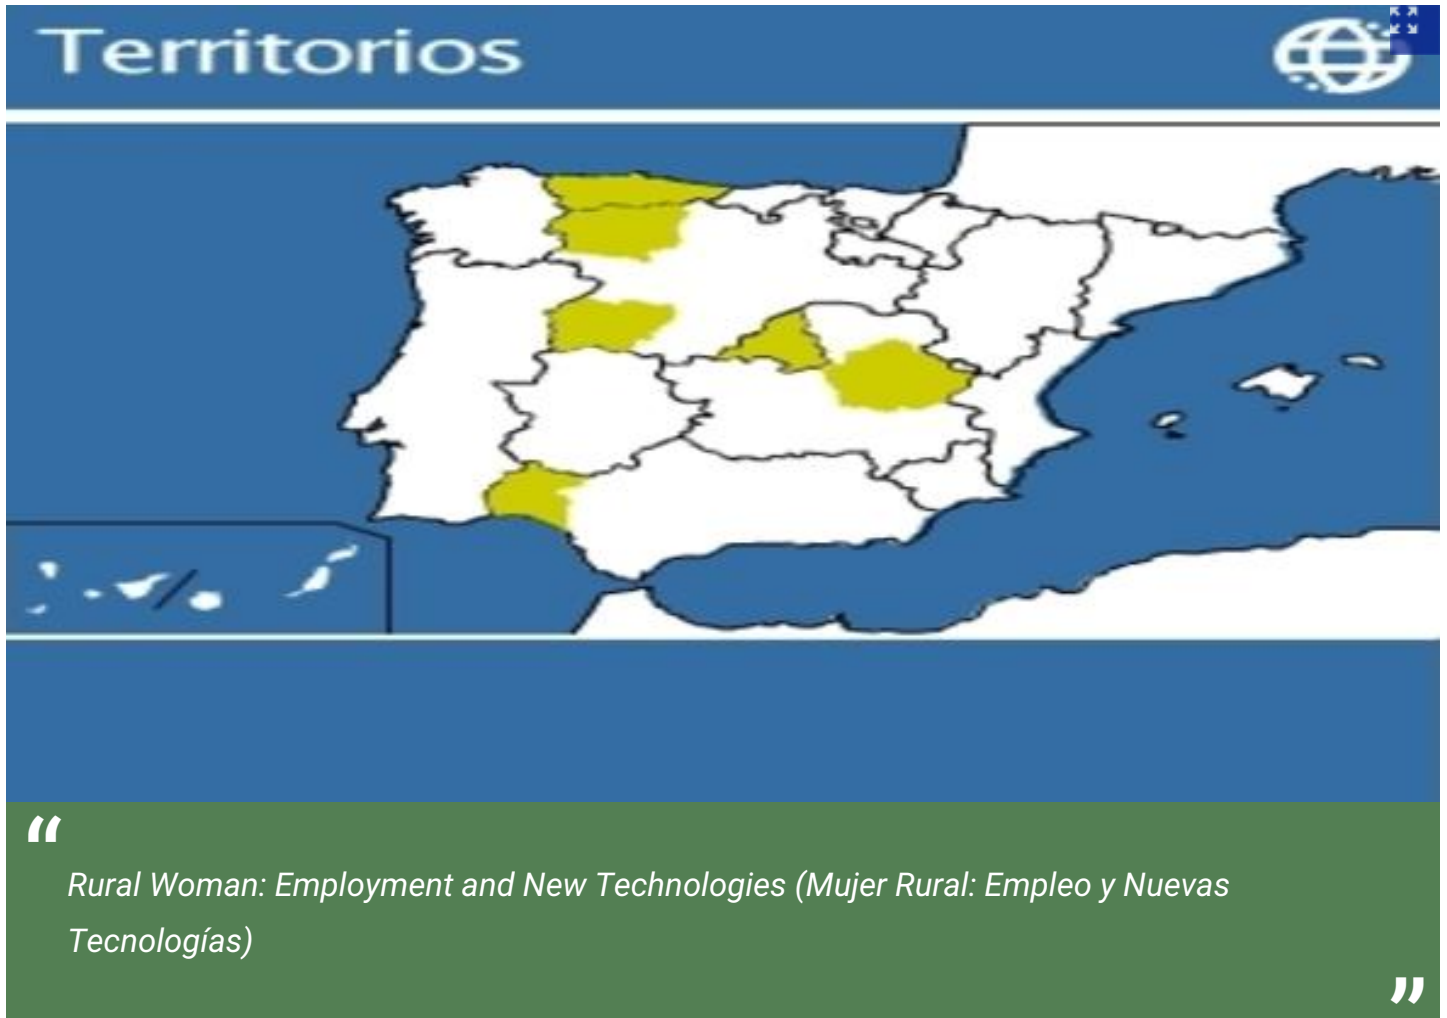 Territorios
“
Rural Woman: Employment and New Technologies (Mujer Rural: Empleo y Nuevas
Tecnologías)
”